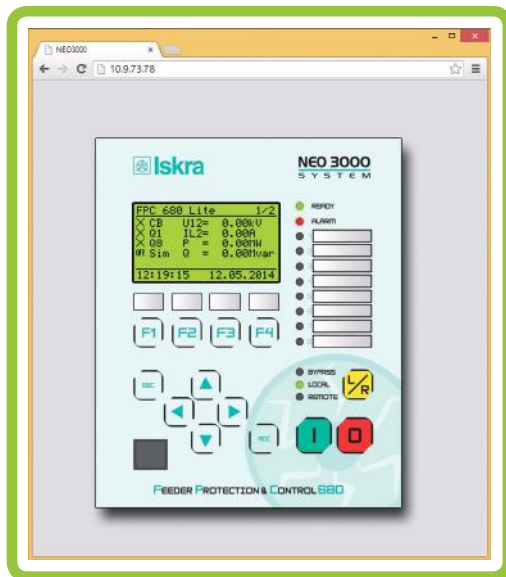 NEO3000
10.9.73.78
Iskra
NEO 3000
SYSTEM
FPC 680 Lite 1/2
CB U12= 0.00kV
Q1 IL2= 0.00A
Q8 P = 0.00MW
Off Sim Q = 0.00Mvar
12:19:15 12.05.2014
READY
ALARM
F1 F2 F3 F4
ESC
BYPASS
LOCAL
REMOTE
L/R
ACC
I O
FEEDER PROTECTION & CONTROL 680